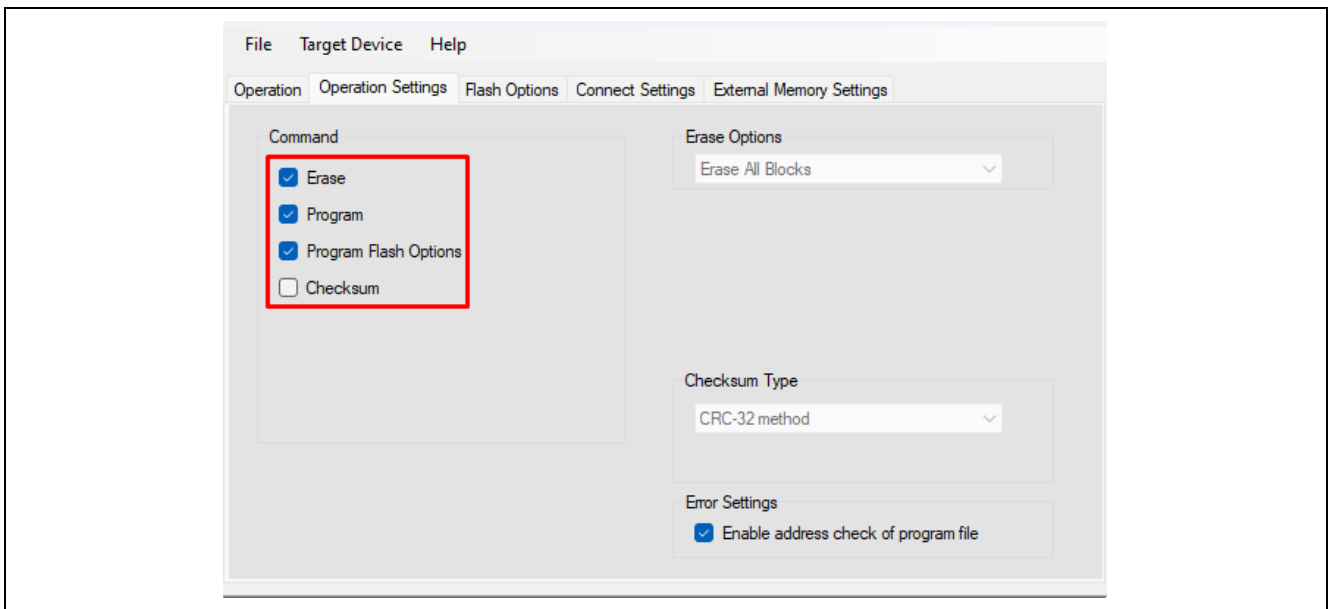 File Target Device Help
Operation Operation Settings Flash Options Connect Settings External Memory Settings
Command
Erase
Program
Program Flash Options
Checksum
Erase Options
Erase All Blocks
Checksum Type
CRC-32 method
Error Settings
Enable address check of program file